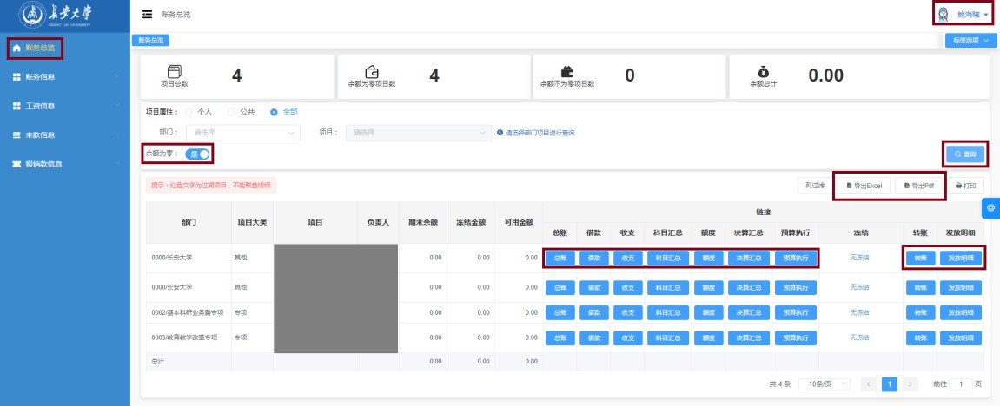 长安大学
CHANG'AN UNIVERSITY
账务总览
账务信息
工资信息
来款信息
报销款信息
账务总览
账务总览
标签选项
项目总数 4
余额为零项目数 4
余额不为零项目数 0
余额总计 0.00
项目属性： 个人 公共 全部
部门： 请选择 项目： 请选择 请选择部门项目进行查询
余额为零： 是 查询
提示：红色文字为过期项目，不能联查明细 列过滤 导出Excel 导出Pdf 打印
部门 项目大类 项目 负责人 期末余额 冻结金额 可用金额 链接
总账 借款 收支 科目汇总 额度 决算汇总 预算执行 冻结 转账 发放明细
0000/长安大学 其他 0.00 0.00 0.00 总账 借款 收支 科目汇总 额度 决算汇总 预算执行 无冻结 转账 发放明细
0000/长安大学 其他 0.00 0.00 0.00 总账 借款 收支 科目汇总 额度 决算汇总 预算执行 无冻结 转账 发放明细
0002/基本科研业务费专项 专项 0.00 0.00 0.00 总账 借款 收支 科目汇总 额度 决算汇总 预算执行 无冻结 转账 发放明细
0003/教育教学改革专项 专项 0.00 0.00 0.00 总账 借款 收支 科目汇总 额度 决算汇总 预算执行 无冻结 转账 发放明细
总计 0.00 0.00 0.00
共 4 条 10条/页 1 前往 1 页